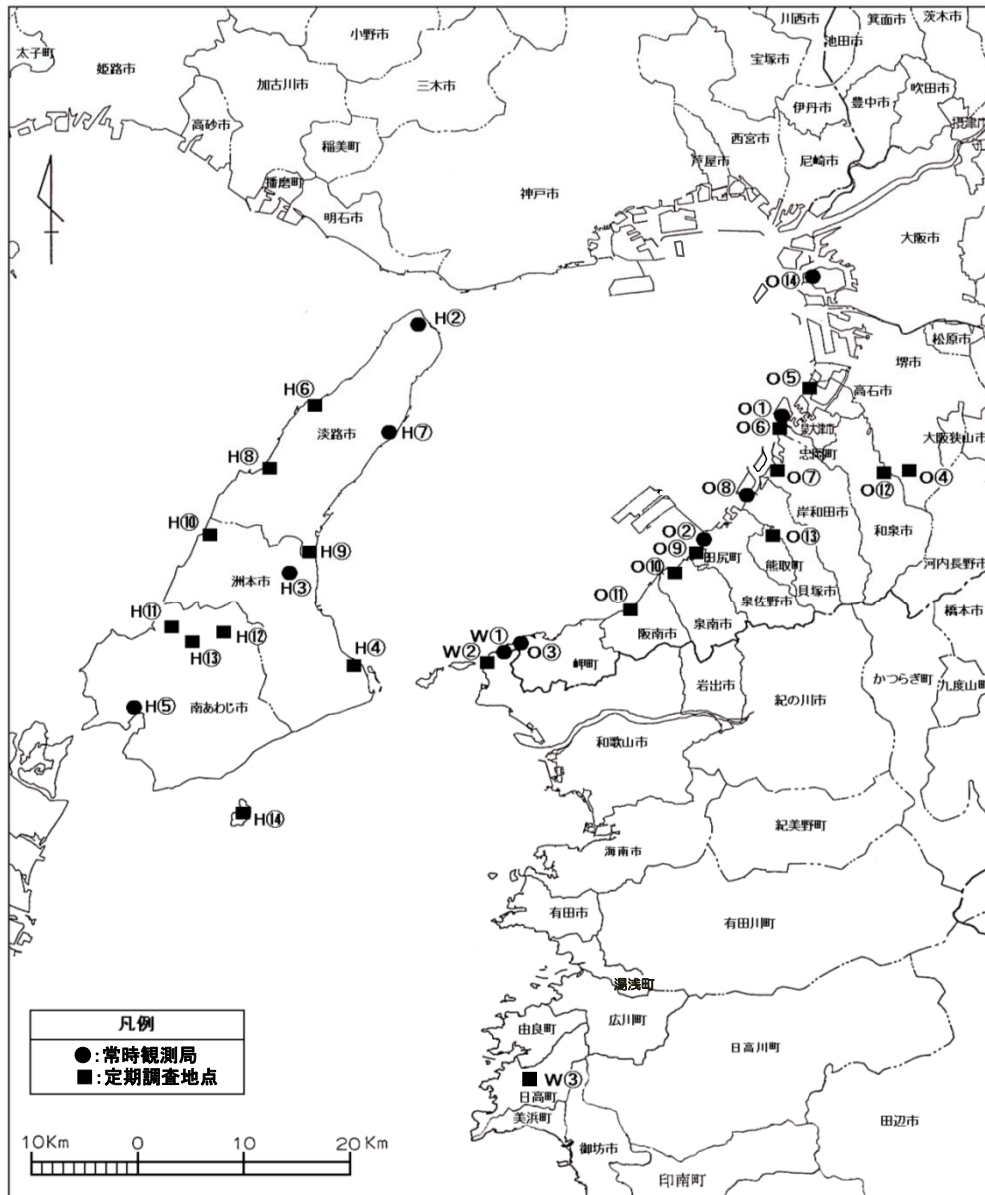 太子町
姫路市
小野市
加古川市
三木市
高砂市
稲美町
播磨町
明石市
神戸市
川西市
池田市
箕面市
茨木市
宝塚市
伊丹市
豊中市
吹田市
西宮市
芦屋市
尼崎市
大阪市
O⑭
松原市
堺市
H②
O⑤
高石市
H⑥
淡路市
H⑦
O①
O⑥
泉大津市
忠岡町
大阪狭山市
H⑧
O⑦
O⑫
O④
O⑧
岸和田市
和泉市
H⑩
H⑨
O②
O⑨
田尻町
O⑬
熊取町
河内長野市
洲本市
H③
O⑩
貝塚市
泉佐野市
橋本市
H⑪
H⑫
H⑬
O⑪
泉南市
阪南市
W①
W②
O③
岬町
H④
岩出市
紀の川市
かつらぎ町
九度山町
H⑤
南あわじ市
和歌山市
H⑭
紀美野町
海南市
有田市
有田川町
湯浅町
広川町
由良町
日高川町
W③
日高町
美浜町
御坊市
印南町
田辺市
凡例
●:常時観測局
■:定期調査地点
10Km 0 10 20Km